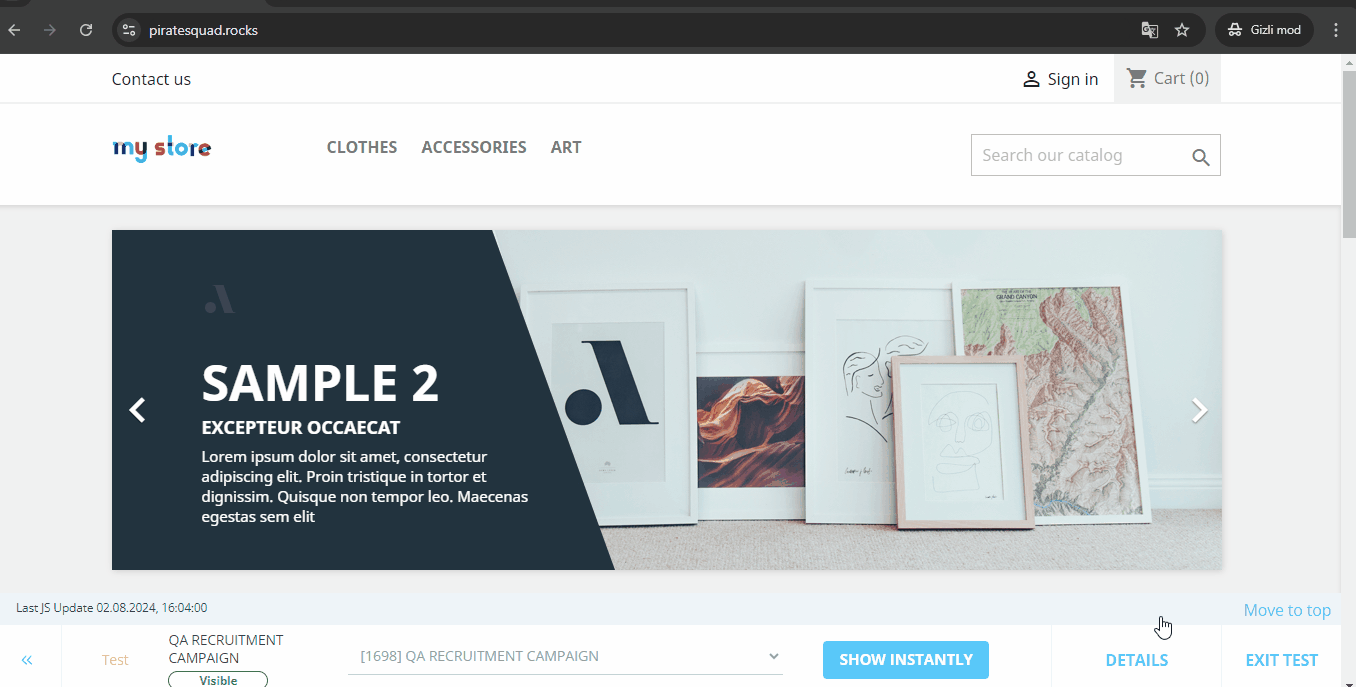 piratesquad.rocks
Gizli mod
Contact us
Sign in
Cart (0)
my store
CLOTHES
ACCESSORIES
ART
Search our catalog
GRAND CANYON
SAMPLE 2
EXCEPTEUR OCCAECAT
Lorem ipsum dolor sit amet, consectetur
adipiscing elit. Proin tristique in tortor et
dignissim. Quisque non tempor leo. Maecenas
egestas sem elit
Last JS Update 02.08.2024, 16:04:00
Move to top
«
Test
QA RECRUITMENT
CAMPAIGN
Visible
[1698] QA RECRUITMENT CAMPAIGN
SHOW INSTANTLY
DETAILS
EXIT TEST